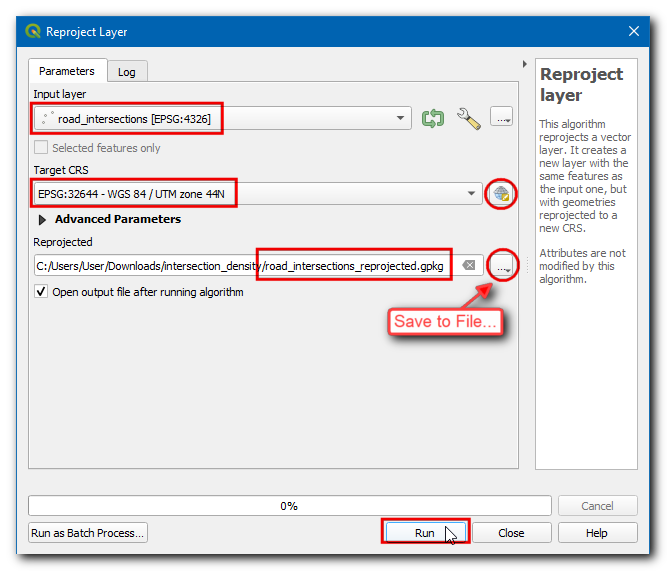 Reproject Layer
Parameters
Log
Input layer
road_intersections [EPSG:4326]
...
Selected features only
Target CRS
EPSG:32644 - WGS 84 / UTM zone 44N
Advanced Parameters
Reprojected
C:/Users/User/Downloads/intersection_density/road_intersections_reprojected.gpkg
...
Open output file after running algorithm
Save to File...
Reproject
layer
This algorithm
reprojects a vector
layer. It creates a
new layer with the
same features as
the input one, but
with geometries
reprojected to a
new CRS.
Attributes are not
modified by this
algorithm.
0%
Cancel
Run as Batch Process...
Run
Close
Help